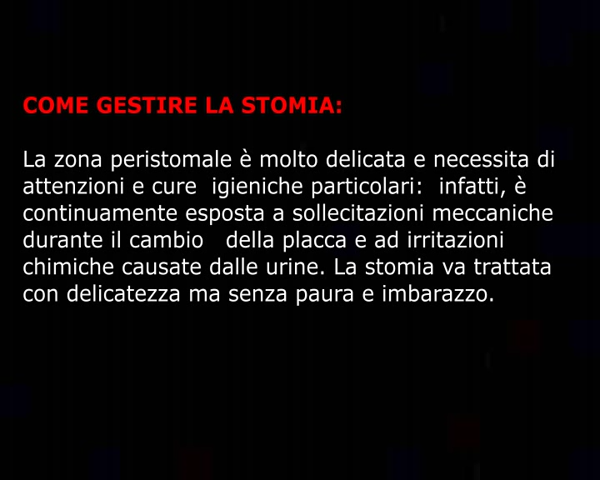 COME GESTIRE LA STOMIA:
La zona peristomale è molto delicata e necessita di
attenzioni e cure  igieniche particolari:  infatti, è
continuamente esposta a sollecitazioni meccaniche
durante il cambio   della placca e ad irritazioni
chimiche causate dalle urine. La stomia va trattata
con delicatezza ma senza paura e imbarazzo.